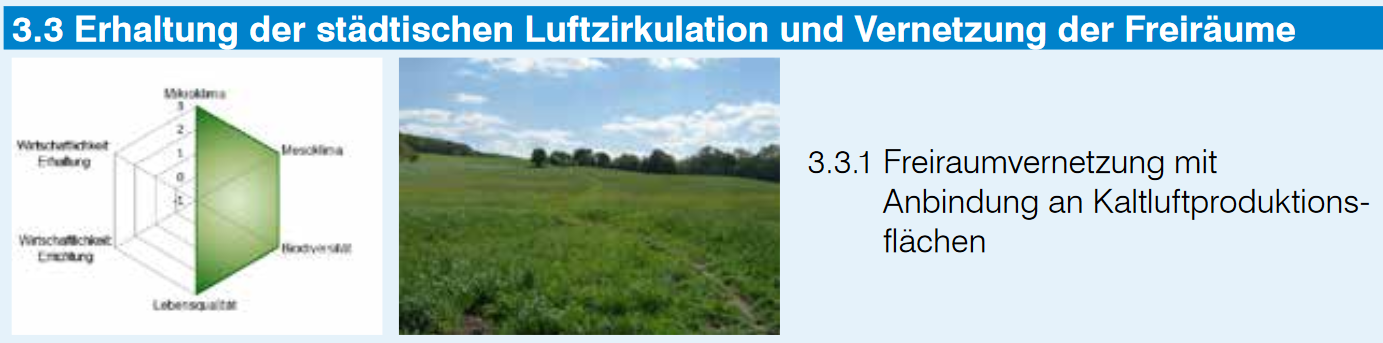 3.3 Erhaltung der städtischen Luftzirkulation und Vernetzung der Freiräume
Mikroklima
3
2
1
0
-1
Wirtschaftlichkeit
Erhaltung
Mesoklima
Wirtschaftlichkeit
Errichtung
Biodiversität
Lebensqualität
3.3.1 Freiraumvernetzung mit
Anbindung an Kaltluftproduktions-
flächen